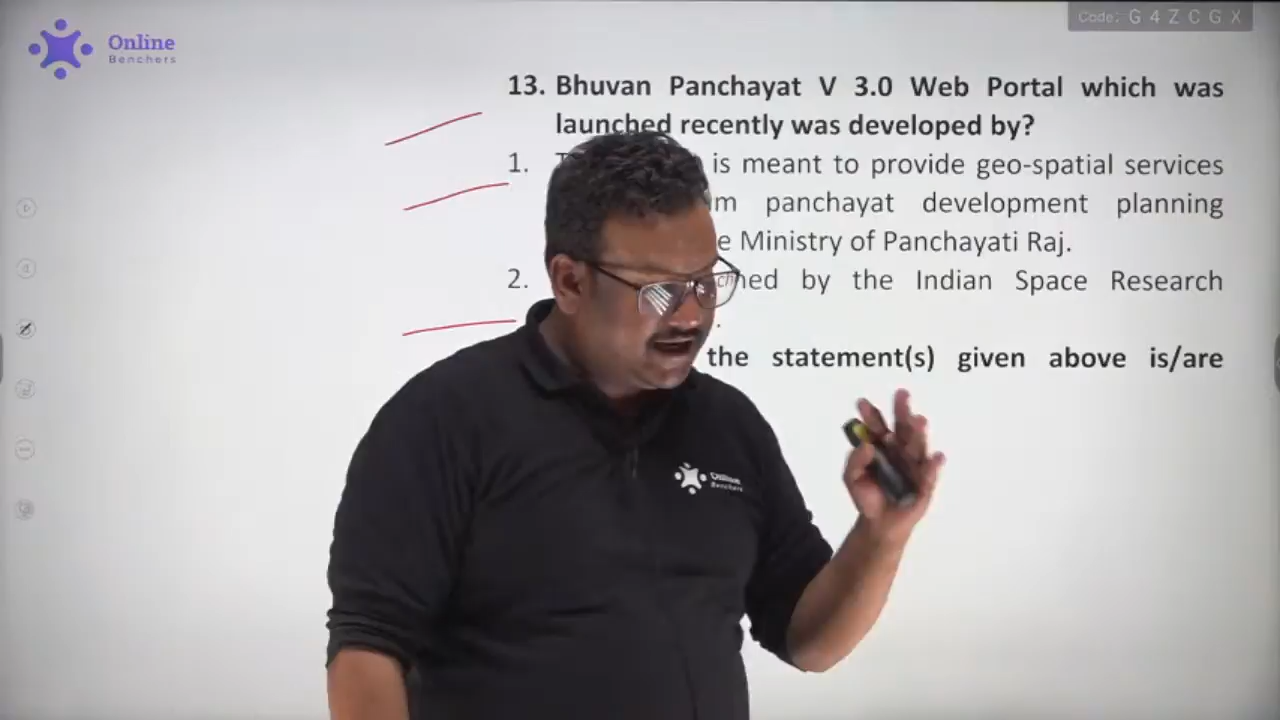 Online
Benchers
Code: G 4 Z C G X
13. Bhuvan Panchayat V 3.0 Web Portal which was
launched recently was developed by?
1. is meant to provide geo-spatial services
panchayat development planning
Ministry of Panchayati Raj.
2. by the Indian Space Research
.
the statement(s) given above is/are
Online
Benchers